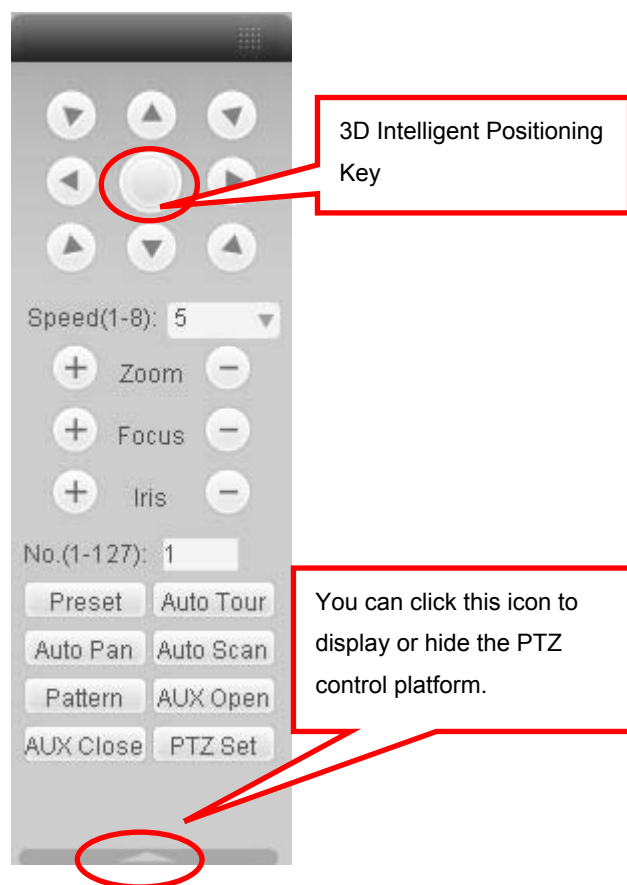 3D Intelligent Positioning
Key
Speed(1-8): 5
+ Zoom −
+ Focus −
+ Iris −
No.(1-127): 1
Preset Auto Tour
Auto Pan Auto Scan
Pattern AUX Open
AUX Close PTZ Set
You can click this icon to
display or hide the PTZ
control platform.